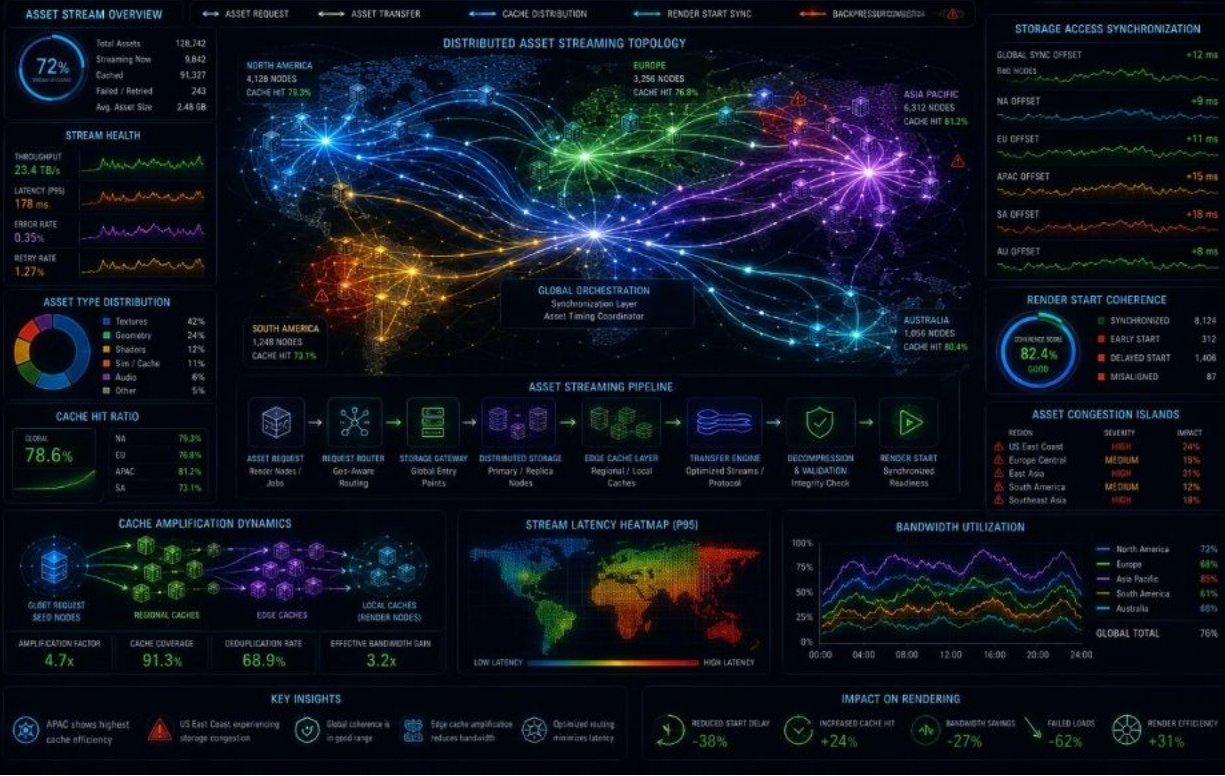 ASSET STREAM OVERVIEW
ASSET REQUEST
ASSET TRANSFER
CACHE DISTRIBUTION
RENDER START SYNC
72%
Total Assets 128,742
Streaming Now 9,842
Cached 91,327
Failed / Retried 243
Avg. Asset Size 2.48 GB
STREAM HEALTH
THROUGHPUT
23.4 TB/s
LATENCY (P95)
178 ms
ERROR RATE
0.35%
RETRY RATE
1.27%
ASSET TYPE DISTRIBUTION
Textures 42%
Geometry 24%
Shaders 12%
Sim / Cache 11%
Audio 6%
Other 5%
CACHE HIT RATIO
GLOBAL
78.6%
NA 79.3%
EU 76.8%
APAC 81.2%
SA 73.1%
DISTRIBUTED ASSET STREAMING TOPOLOGY
NORTH AMERICA
4,128 NODES
CACHE HIT 79.3%
EUROPE
3,256 NODES
CACHE HIT 76.8%
ASIA PACIFIC
6,312 NODES
CACHE HIT 81.2%
GLOBAL ORCHESTRATION
Synchronization Layer
Asset Timing Coordinator
SOUTH AMERICA
1,248 NODES
CACHE HIT 73.1%
AUSTRALIA
1,056 NODES
CACHE HIT 80.4%
ASSET STREAMING PIPELINE
ASSET REQUEST
Render Nodes /
Jobs
REQUEST ROUTER
Geo-Aware
Routing
STORAGE GATEWAY
Global Entry
Points
DISTRIBUTED STORAGE
Primary / Replica
Nodes
EDGE CACHE LAYER
Regional / Local
Caches
TRANSFER ENGINE
Optimized Streams /
Protocol
DECOMPRESSION
& VALIDATION
Integrity Check
RENDER START
Synchronized
Readiness
STORAGE ACCESS SYNCHRONIZATION
GLOBAL SYNC OFFSET +12 ms
NODES
NA OFFSET +9 ms
EU OFFSET +11 ms
APAC OFFSET +15 ms
SA OFFSET +18 ms
AU OFFSET +8 ms
RENDER START COHERENCE
COHERENCE SCORE
82.4%
GOOD
SYNCHRONIZED 8,124
EARLY START 312
DELAYED START 1,406
MISALIGNED 87
ASSET CONGESTION ISLANDS
REGION SEVERITY IMPACT
US East Coast HIGH 24%
Europe Central MEDIUM 15%
East Asia HIGH 31%
South America MEDIUM 12%
Southeast Asia HIGH 18%
CACHE AMPLIFICATION DYNAMICS
REQUEST
SEED NODES
REGIONAL CACHES
EDGE CACHES
LOCAL CACHES
(RENDER NODES)
AMPLIFICATION FACTOR
4.7x
CACHE COVERAGE
91.3%
DEDUPLICATION RATE
68.9%
EFFECTIVE BANDWIDTH GAIN
3.2x
STREAM LATENCY HEATMAP (P95)
LOW LATENCY
HIGH LATENCY
BANDWIDTH UTILIZATION
100%
75%
50%
25%
0%
00:00 04:00 08:00 12:00 16:00 20:00 24:00
North America 72%
Europe 68%
Asia Pacific 85%
South America 61%
Australia 66%
GLOBAL TOTAL 76%
KEY INSIGHTS
APAC shows highest
cache efficiency
US East Coast experiencing
storage congestion
Global coherence is
in good range
Edge cache amplification
reduces bandwidth
Optimized routing
minimizes latency
IMPACT ON RENDERING
REDUCED START DELAY
-38%
INCREASED CACHE HIT
+24%
BANDWIDTH SAVINGS
-27%
FAILED LOADS
-62%
RENDER EFFICIENCY
+31%